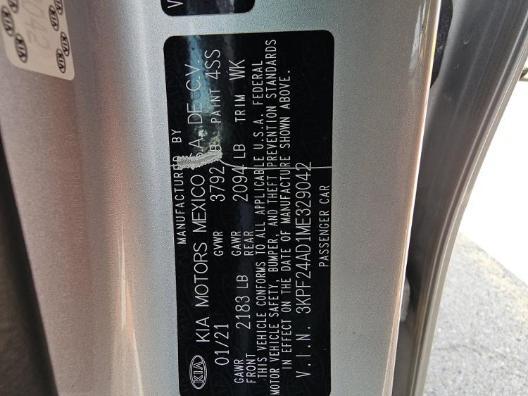 MANUFACTURED BY
KIA KIA MOTORS MEXICO S.A. DE C.V.
01/21 GVWR 3792 LB PAINT 4SS
GAWR FRONT 2183 LB GAWR REAR 2094 LB TRIM WK
THIS VEHICLE CONFORMS TO ALL APPLICABLE U.S.A. FEDERAL
MOTOR VEHICLE SAFETY, BUMPER, AND THEFT PREVENTION STANDARDS
IN EFFECT ON THE DATE OF MANUFACTURE SHOWN ABOVE.
V.I.N. 3KPF24AD1ME329042
PASSENGER CAR